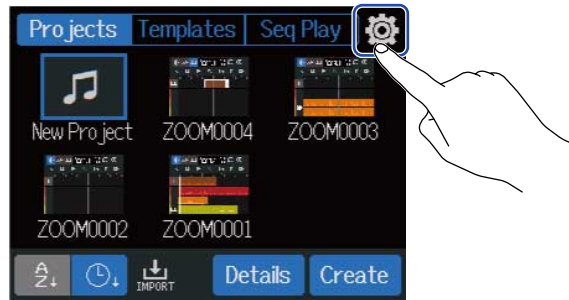 Projects Templates Seq Play
New Project ZOOM0004 ZOOM0003
ZOOM0002 ZOOM0001
A Z IMPORT Details Create